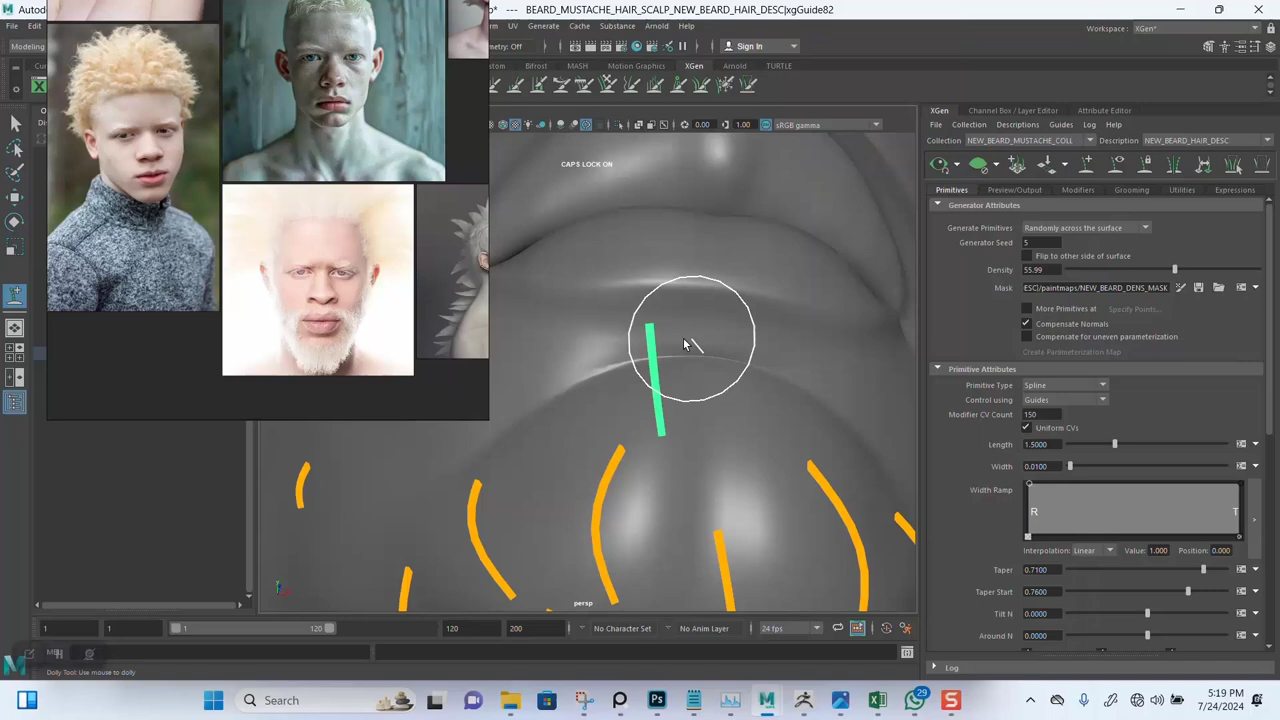 Autod
* --- BEARD_MUSTACHE_HAIR_SCALP_NEW_BEARD_HAIR_DESC|xgGuide82
File
UV Generate Cache Substance Arnold Help
Workspace : XGen*
Modeling
metry: Off
Sign In
Cu
stom Bifrost MASH Motion Graphics XGen Arnold TURTLE
XGen Channel Box / Layer Editor Attribute Editor
0.00 1.00 sRGB gamma
File Collection Descriptions Guides Log Help
Collection NEW_BEARD_MUSTACHE_COLL Description NEW_BEARD_HAIR_DESC
CAPS LOCK ON
Primitives Preview/Output Modifiers Grooming Utilities Expressions
Generator Attributes
Generate Primitives Randomly across the surface
Generator Seed 5
Flip to other side of surface
Density 55.99
Mask ESC}/paintmaps/NEW_BEARD_DENS_MASK
More Primitives at Specify Points...
Compensate Normals
Compensate for uneven parameterization
Create Parameterization Map
Primitive Attributes
Primitive Type Spline
Control using Guides
Modifier CV Count 150
Uniform CVs
Length 1.5000
Width 0.0100
Width Ramp
R T
Interpolation: Linear Value: 1.000 Position: 0.000
Taper 0.7100
Taper Start 0.7600
Tilt N 0.0000
Around N 0.0000
persp
1 1 1 120 120 200 No Character Set No Anim Layer 24 fps
Log
Dolly Tool: Use mouse to dolly
Search
29
5:19 PM
7/24/2024